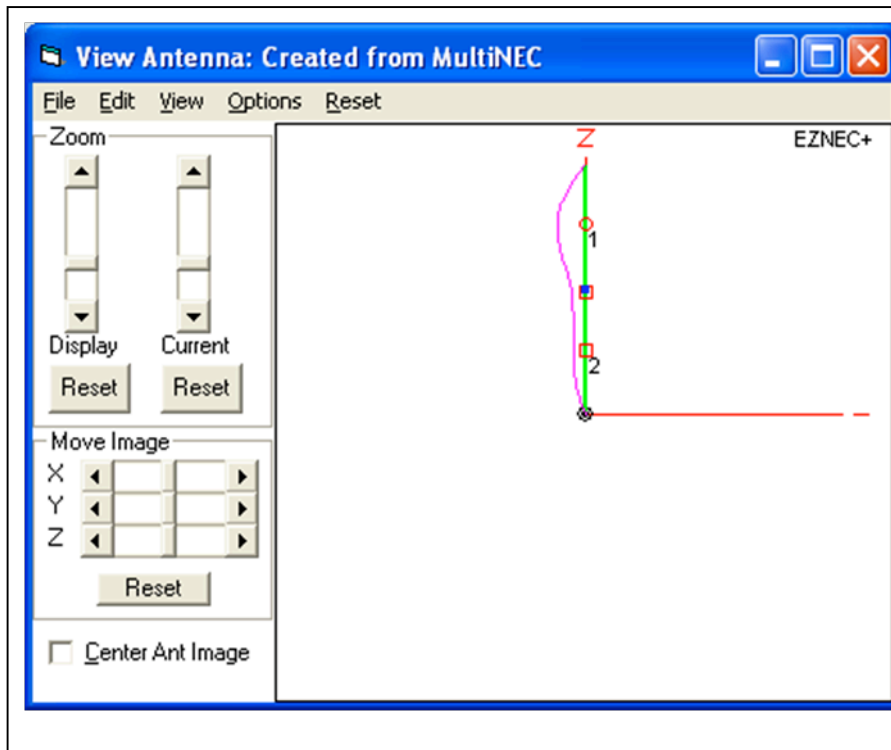 View Antenna: Created from MultiNEC
File Edit View Options Reset
Zoom
Display Current
Reset Reset
Move Image
X
Y
Z
Reset
Center Ant Image
Z
EZNEC+
1
2